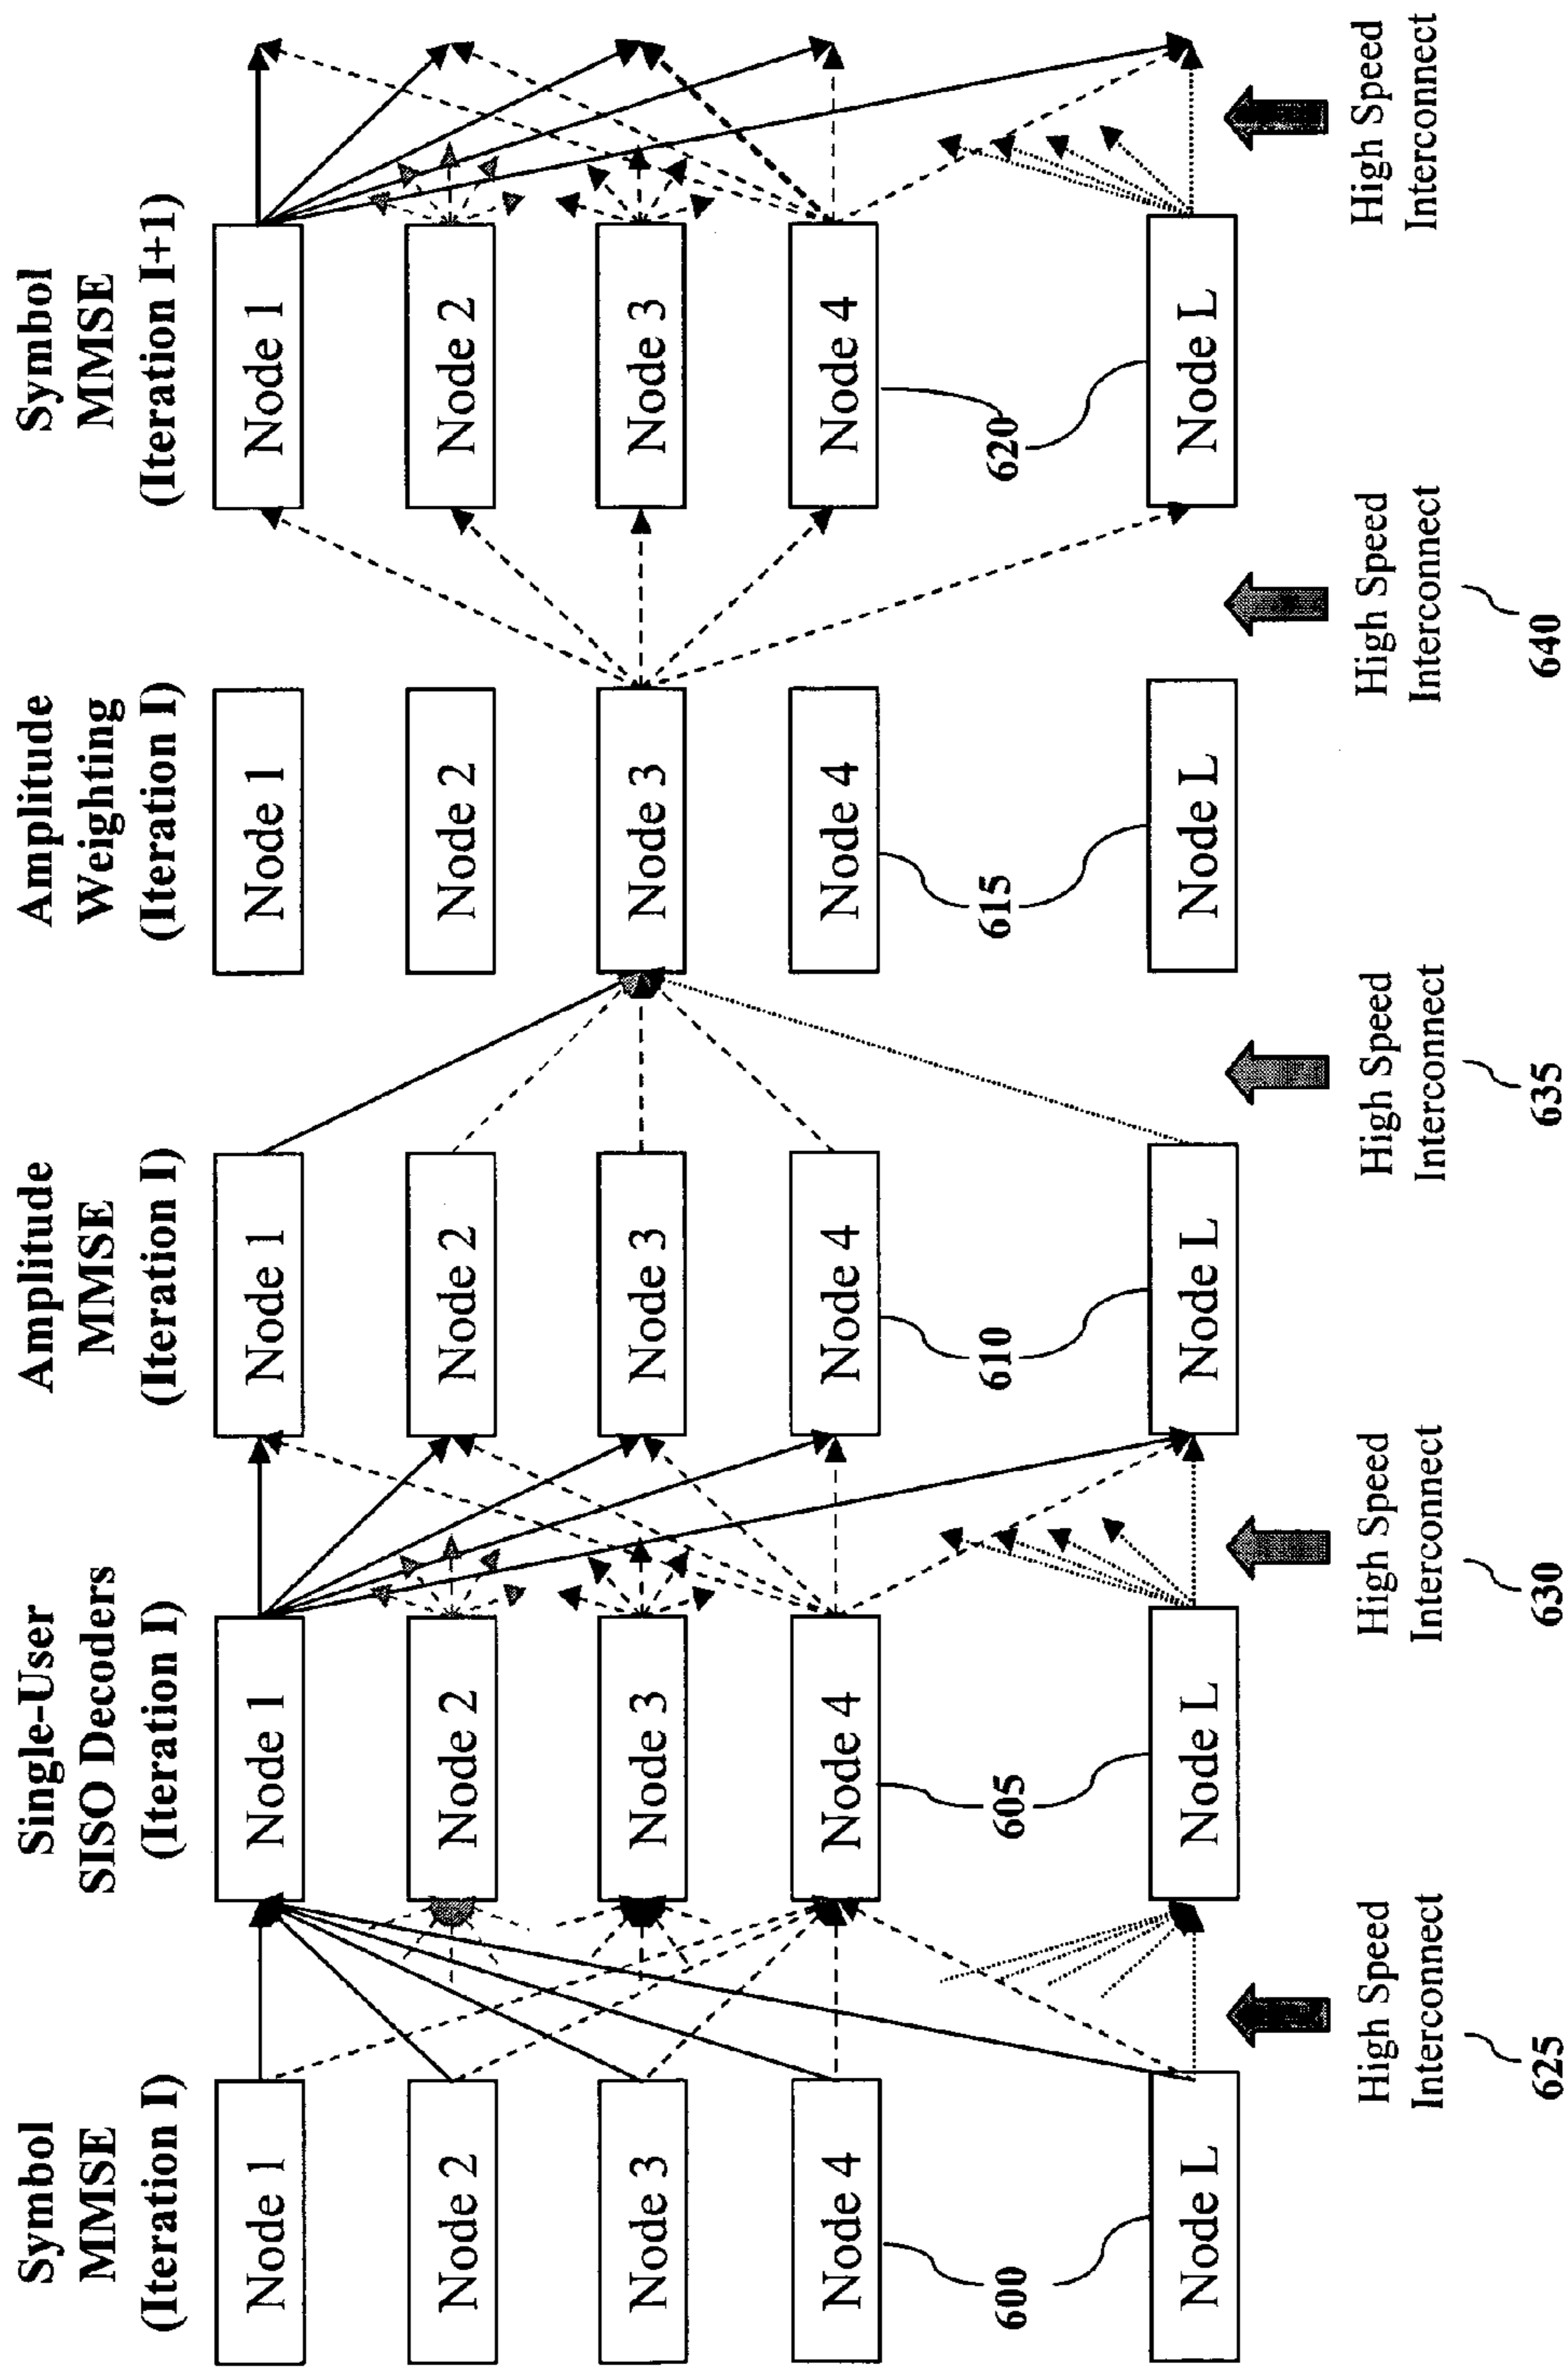 Symbol
MMSE
(Iteration I)
Node 1
Node 2
Node 3
Node 4
600
Node L
High Speed
Interconnect
625
Single-User
SISO Decoders
(Iteration I)
Node 1
Node 2
Node 3
Node 4
605
Node L
High Speed
Interconnect
630
Amplitude
MMSE
(Iteration I)
Node 1
Node 2
Node 3
Node 4
610
Node L
High Speed
Interconnect
635
Amplitude
Weighting
(Iteration I)
Node 1
Node 2
Node 3
Node 4
615
Node L
High Speed
Interconnect
640
Symbol
MMSE
(Iteration I+1)
Node 1
Node 2
Node 3
Node 4
620
Node L
High Speed
Interconnect